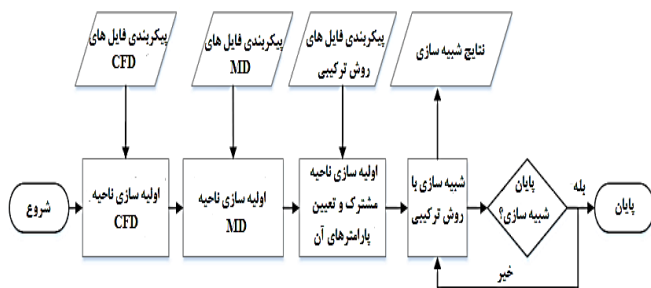 پیکربندی فایل های
CFD
پیکربندی فایل های
MD
پیکربندی فایل های
روش ترکیبی
نتایج شبیه سازی
شروع
اولیه سازی ناحیه
CFD
اولیه سازی ناحیه
MD
اولیه سازی ناحیه
مشترک و تعیین
پارامترهای آن
شبیه سازی با
روش ترکیبی
پایان
شبیه سازی؟
بله
پایان
خیر